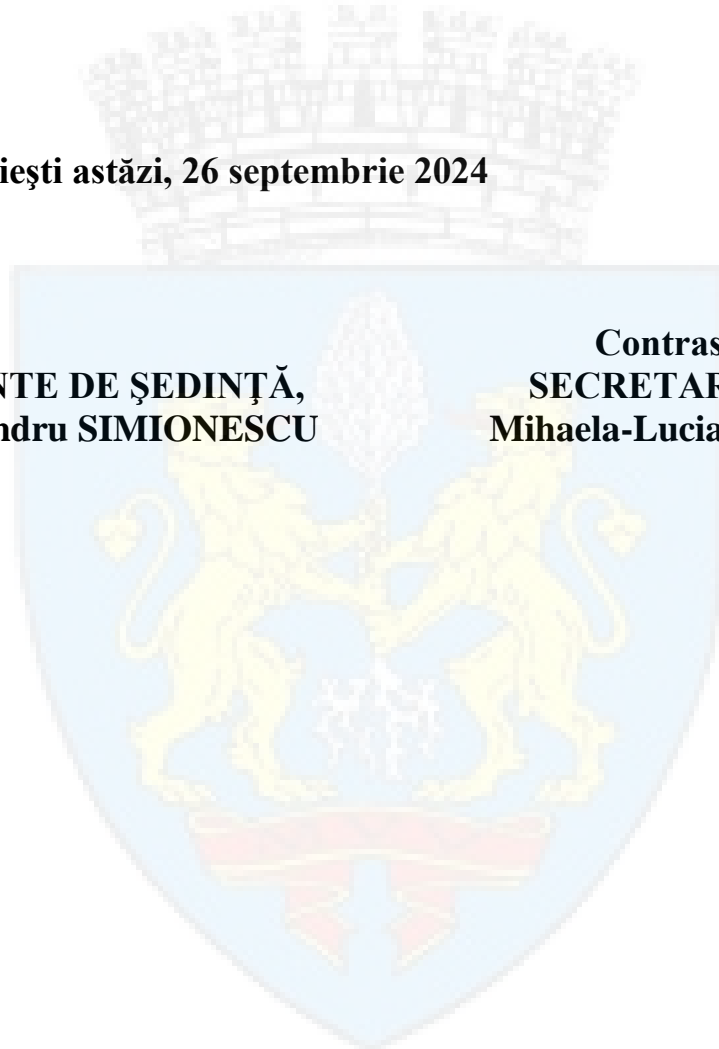 ieşti astăzi, 26 septembrie 2024
Contras
NTE DE ŞEDINŢĂ,
SECRETAR
ndru SIMIONESCU
Mihaela-Lucia